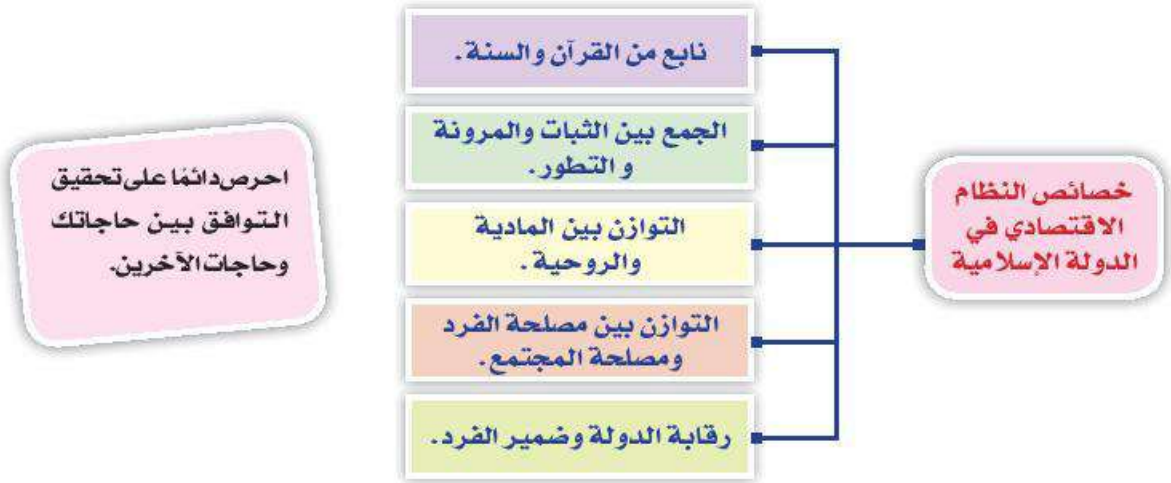 خصائص النظام
الاقتصادي في
الدولة الإسلامية
نابع من القرآن والسنة.
الجمع بين الثبات والمرونة
و التطور.
التوازن بين المادية
والروحية.
التوازن بين مصلحة الفرد
ومصلحة المجتمع.
رقابة الدولة وضمير الفرد.
احرص دائمًا على تحقيق
التوافق بين حاجاتك
وحاجات الآخرين.